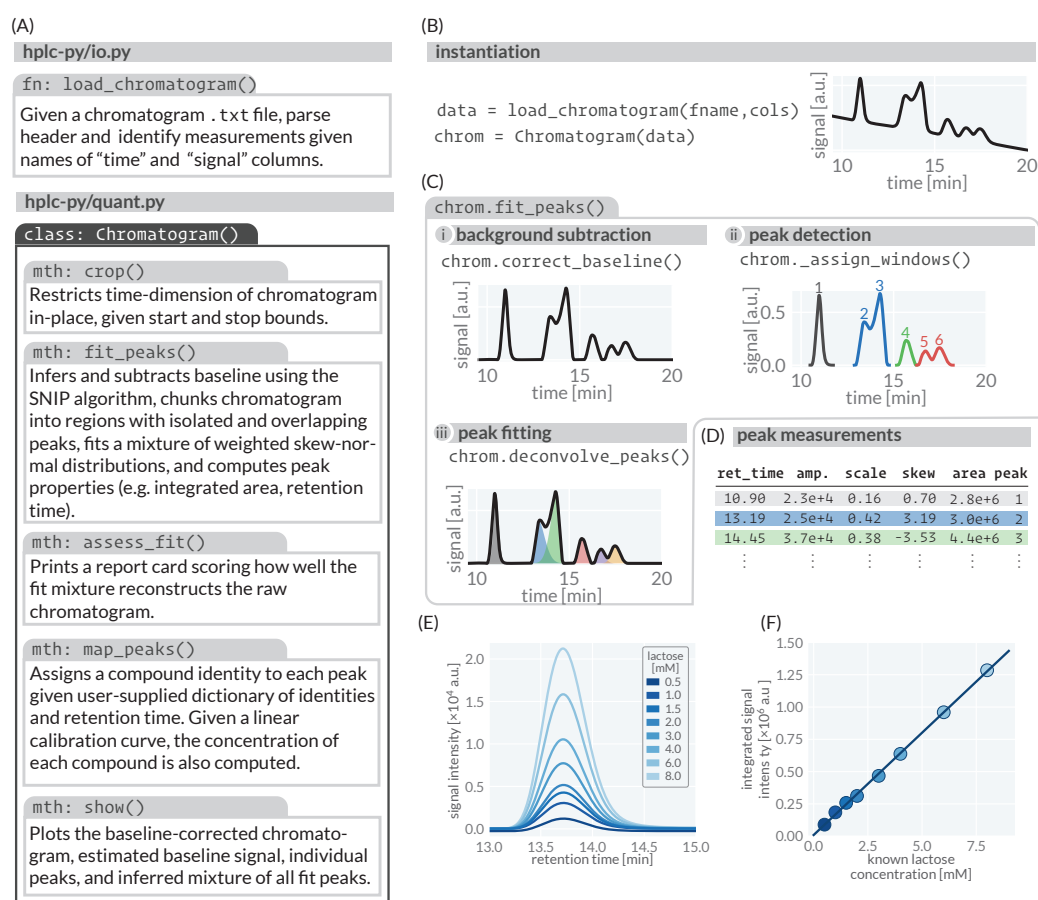 (A)
hplc-py/io.py
fn: load_chromatogram()
Given a chromatogram .txt file, parse
header and identify measurements given
names of “time” and “signal” columns.
hplc-py/quant.py
class: Chromatogram()
mth: crop()
Restricts time-dimension of chromatogram
in-place, given start and stop bounds.
mth: fit_peaks()
Infers and subtracts baseline using the
SNIP algorithm, chunks chromatogram
into regions with isolated and overlapping
peaks, fits a mixture of weighted skew-nor-
mal distributions, and computes peak
properties (e.g. integrated area, retention
time).
mth: assess_fit()
Prints a report card scoring how well the
fit mixture reconstructs the raw
chromatogram.
mth: map_peaks()
Assigns a compound identity to each peak
given user-supplied dictionary of identities
and retention time. Given a linear
calibration curve, the concentration of
each compound is also computed.
mth: show()
Plots the baseline-corrected chromato-
gram, estimated baseline signal, individual
peaks, and inferred mixture of all fit peaks.
(B)
instantiation
data = load_chromatogram(fname,cols)
chrom = Chromatogram(data)
signal [a.u.]
10 15 20
time [min]
(C)
chrom.fit_peaks()
i background subtraction
chrom.correct_baseline()
signal [a.u.]
10 15 20
time [min]
ii peak detection
chrom._assign_windows()
signal [a.u.]
0.5
0.0
1 2 3 4 5 6
10 15 20
time [min]
iii peak fitting
chrom.deconvolve_peaks()
signal [a.u.]
10 15 20
time [min]
(D) peak measurements
ret_time amp. scale skew area peak
10.90 2.3e+4 0.16 0.70 2.8e+6 1
13.19 2.5e+4 0.42 3.19 3.0e+6 2
14.45 3.7e+4 0.38 -3.53 4.4e+6 3
⋮ ⋮ ⋮ ⋮ ⋮ ⋮
(E)
signal intensity [×10⁴ a.u.]
2.0
1.5
1.0
0.5
0.0
lactose
[mM]
0.5
1.0
1.5
2.0
3.0
4.0
6.0
8.0
13.0 13.5 14.0 14.5 15.0
retention time [min]
(F)
integrated signal
intens ty [×10⁶ a.u]
1.50
1.25
1.00
0.75
0.50
0.25
0.00
0.0 2.5 5.0 7.5
known lactose
concentration [mM]